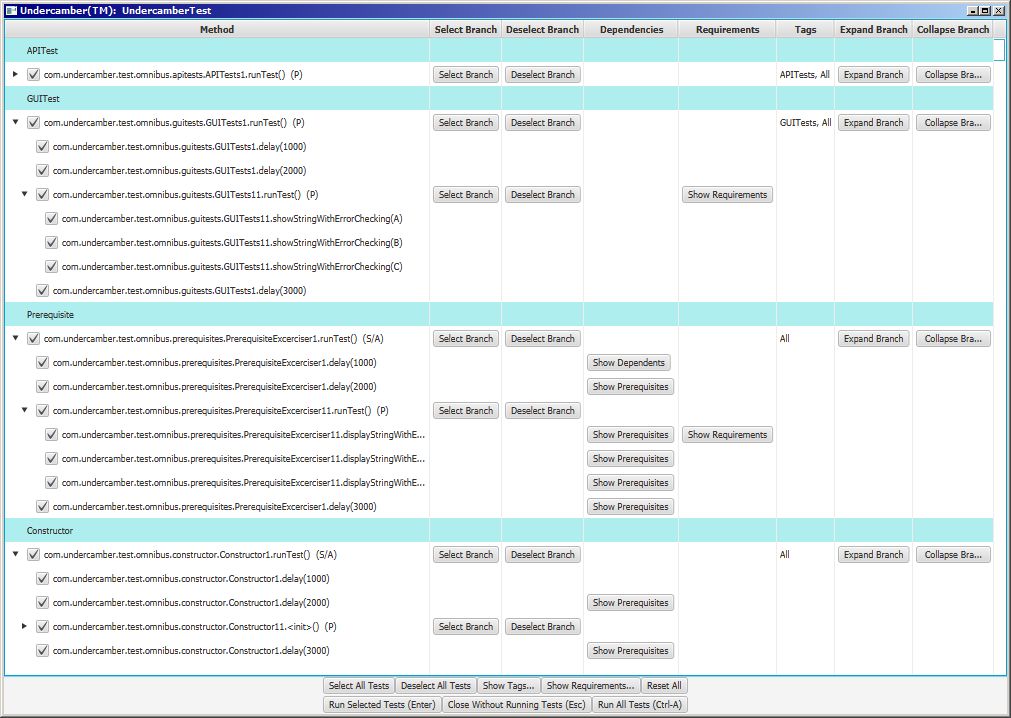 Undercamber(TM): UndercamberTest
Method Select Branch Deselect Branch Dependencies Requirements Tags Expand Branch Collapse Branch
APITest
com.undercamber.test.omnibus.apitests.APITests1.runTest() (P) Select Branch Deselect Branch APITests, All Expand Branch Collapse Bra...
GUITest
com.undercamber.test.omnibus.guitests.GUITests1.runTest() (P) Select Branch Deselect Branch GUITests, All Expand Branch Collapse Bra...
com.undercamber.test.omnibus.guitests.GUITests1.delay(1000)
com.undercamber.test.omnibus.guitests.GUITests1.delay(2000)
com.undercamber.test.omnibus.guitests.GUITests11.runTest() (P) Select Branch Deselect Branch Show Requirements
com.undercamber.test.omnibus.guitests.GUITests11.showStringWithErrorChecking(A)
com.undercamber.test.omnibus.guitests.GUITests11.showStringWithErrorChecking(B)
com.undercamber.test.omnibus.guitests.GUITests11.showStringWithErrorChecking(C)
com.undercamber.test.omnibus.guitests.GUITests1.delay(3000)
Prerequisite
com.undercamber.test.omnibus.prerequisites.PrerequisiteExcerciser1.runTest() (S/A) Select Branch Deselect Branch All Expand Branch Collapse Bra...
com.undercamber.test.omnibus.prerequisites.PrerequisiteExcerciser1.delay(1000) Show Dependents
com.undercamber.test.omnibus.prerequisites.PrerequisiteExcerciser1.delay(2000) Show Prerequisites
com.undercamber.test.omnibus.prerequisites.PrerequisiteExcerciser11.runTest() (P) Select Branch Deselect Branch
com.undercamber.test.omnibus.prerequisites.PrerequisiteExcerciser11.displayStringWithE... Show Prerequisites Show Requirements
com.undercamber.test.omnibus.prerequisites.PrerequisiteExcerciser11.displayStringWithE... Show Prerequisites
com.undercamber.test.omnibus.prerequisites.PrerequisiteExcerciser11.displayStringWithE... Show Prerequisites
com.undercamber.test.omnibus.prerequisites.PrerequisiteExcerciser1.delay(3000) Show Prerequisites
Constructor
com.undercamber.test.omnibus.constructor.Constructor1.runTest() (S/A) Select Branch Deselect Branch All Expand Branch Collapse Bra...
com.undercamber.test.omnibus.constructor.Constructor1.delay(1000)
com.undercamber.test.omnibus.constructor.Constructor1.delay(2000) Show Prerequisites
com.undercamber.test.omnibus.constructor.Constructor11.<init>() (P) Select Branch Deselect Branch
com.undercamber.test.omnibus.constructor.Constructor1.delay(3000) Show Prerequisites
Select All Tests Deselect All Tests Show Tags... Show Requirements... Reset All
Run Selected Tests (Enter) Close Without Running Tests (Esc) Run All Tests (Ctrl-A)